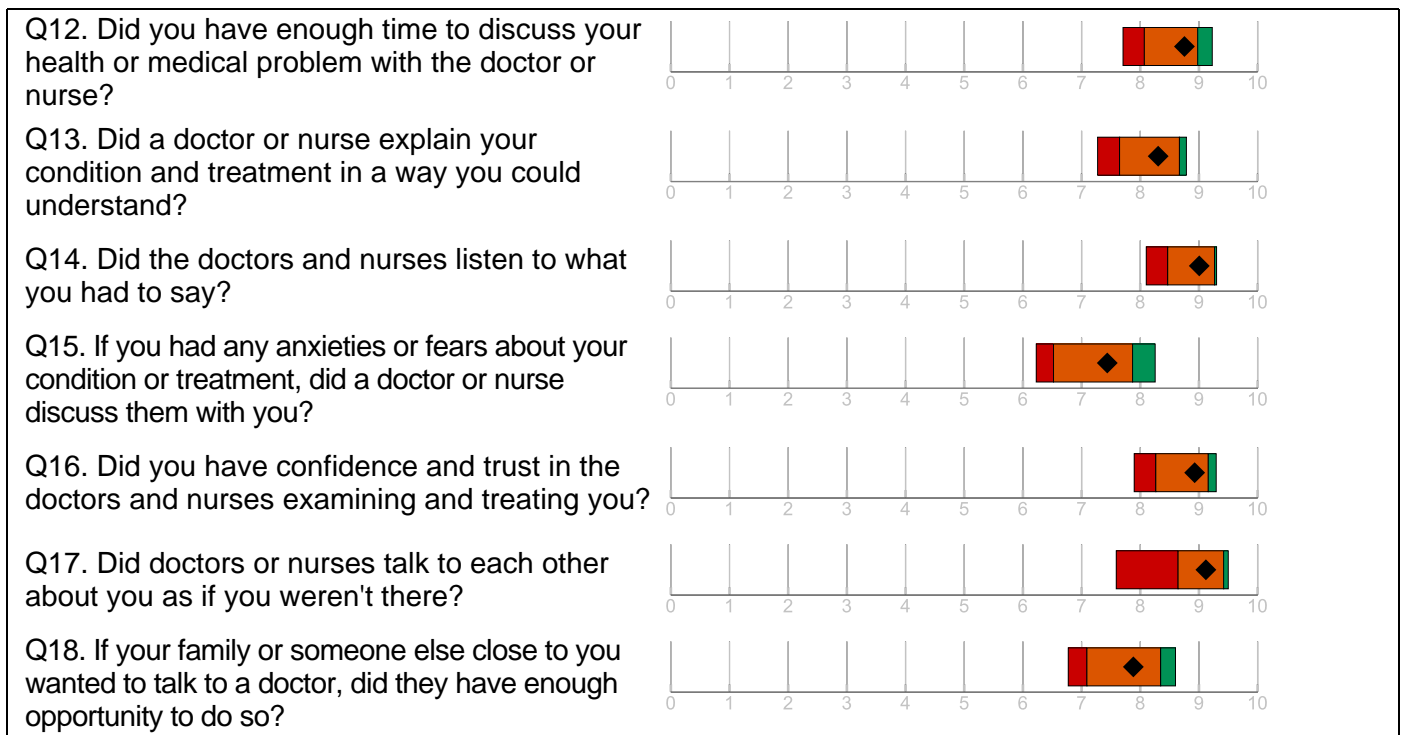 Q12. Did you have enough time to discuss your
health or medical problem with the doctor or
nurse?
0 1 2 3 4 5 6 7 8 9 10
Q13. Did a doctor or nurse explain your
condition and treatment in a way you could
understand?
0 1 2 3 4 5 6 7 8 9 10
Q14. Did the doctors and nurses listen to what
you had to say?
0 1 2 3 4 5 6 7 8 9 10
Q15. If you had any anxieties or fears about your
condition or treatment, did a doctor or nurse
discuss them with you?
0 1 2 3 4 5 6 7 8 9 10
Q16. Did you have confidence and trust in the
doctors and nurses examining and treating you?
0 1 2 3 4 5 6 7 8 9 10
Q17. Did doctors or nurses talk to each other
about you as if you weren't there?
0 1 2 3 4 5 6 7 8 9 10
Q18. If your family or someone else close to you
wanted to talk to a doctor, did they have enough
opportunity to do so?
0 1 2 3 4 5 6 7 8 9 10